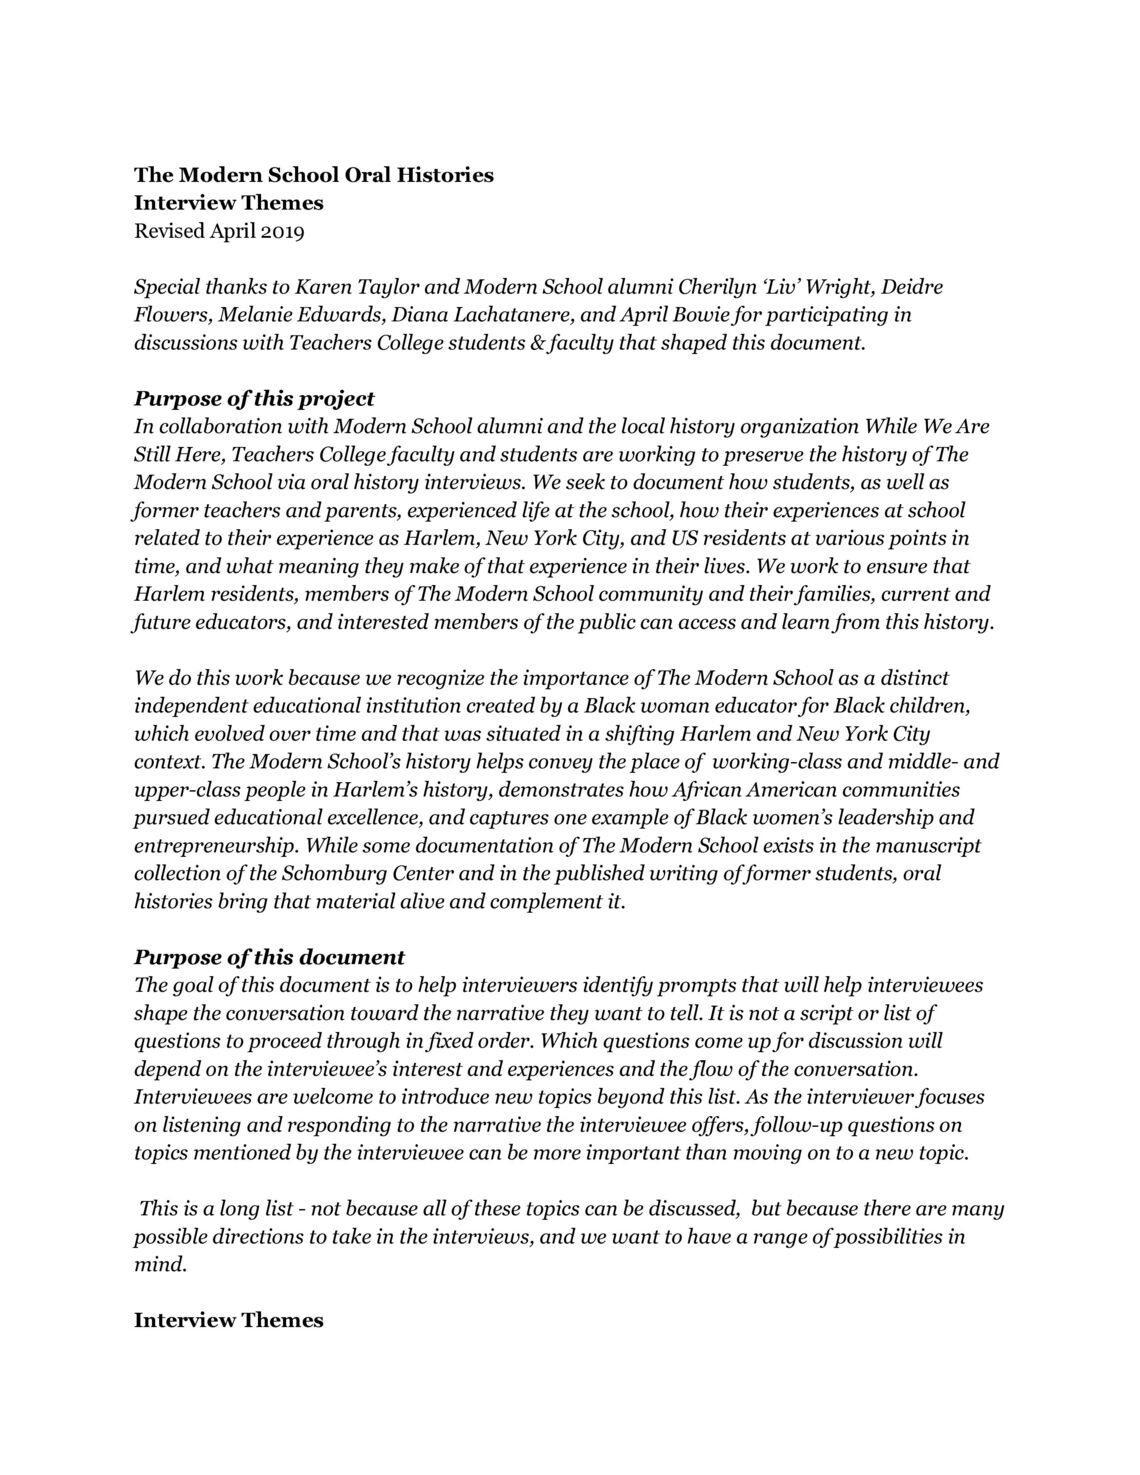 The Modern School Oral Histories
Interview Themes
Revised April 2019
Special thanks to Karen Taylor and Modern School alumni Cherilyn ‘Liv’ Wright, Deidre
Flowers, Melanie Edwards, Diana Lachatanere, and April Bowie for participating in
discussions with Teachers College students & faculty that shaped this document.
Purpose of this project
In collaboration with Modern School alumni and the local history organization While We Are
Still Here, Teachers College faculty and students are working to preserve the history of The
Modern School via oral history interviews. We seek to document how students, as well as
former teachers and parents, experienced life at the school, how their experiences at school
related to their experience as Harlem, New York City, and US residents at various points in
time, and what meaning they make of that experience in their lives. We work to ensure that
Harlem residents, members of The Modern School community and their families, current and
future educators, and interested members of the public can access and learn from this history.
We do this work because we recognize the importance of The Modern School as a distinct
independent educational institution created by a Black woman educator for Black children,
which evolved over time and that was situated in a shifting Harlem and New York City
context. The Modern School’s history helps convey the place of  working-class and middle- and
upper-class people in Harlem’s history, demonstrates how African American communities
pursued educational excellence, and captures one example of Black women’s leadership and
entrepreneurship. While some documentation of The Modern School exists in the manuscript
collection of the Schomburg Center and in the published writing of former students, oral
histories bring that material alive and complement it.
Purpose of this document
The goal of this document is to help interviewers identify prompts that will help interviewees
shape the conversation toward the narrative they want to tell. It is not a script or list of
questions to proceed through in fixed order. Which questions come up for discussion will
depend on the interviewee’s interest and experiences and the flow of the conversation.
Interviewees are welcome to introduce new topics beyond this list. As the interviewer focuses
on listening and responding to the narrative the interviewee offers, follow-up questions on
topics mentioned by the interviewee can be more important than moving on to a new topic.
This is a long list - not because all of these topics can be discussed,  but because there are many
possible directions to take in the interviews, and we want to have a range of possibilities in
mind.
Interview Themes